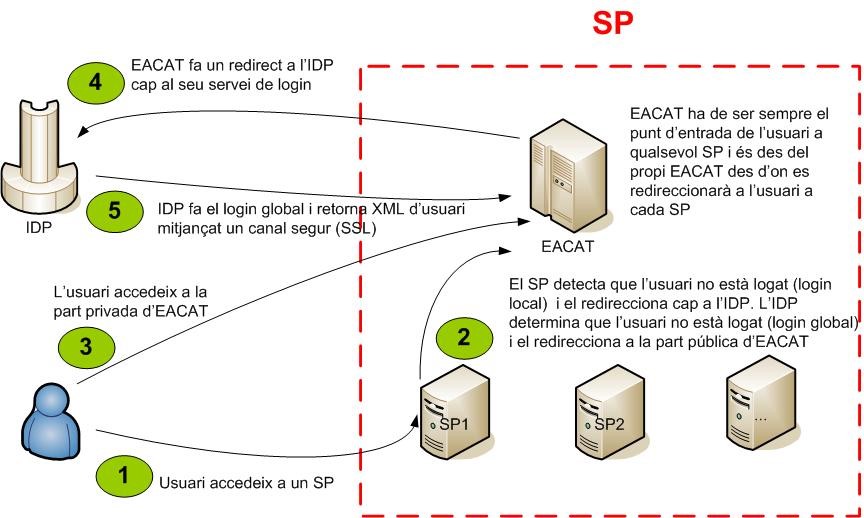 SP
4
EACAT fa un redirect a l'IDP
cap al seu servei de login
EACAT ha de ser sempre el
punt d'entrada de l'usuari a
qualsevol SP i és des del
propi EACAT des d'on es
redireccionarà a l'usuari a
cada SP
IDP
5
IDP fa el login global i retorna XML d'usuari
mitjançat un canal segur (SSL)
EACAT
L'usuari accedeix a la
part privada d'EACAT
3
El SP detecta que l'usuari no està logat (login
local) i el redirecciona cap a l'IDP. L'IDP
determina que l'usuari no està logat (login global)
i el redirecciona a la part pública d'EACAT
2
SP1
SP2
...
1
Usuari accedeix a un SP